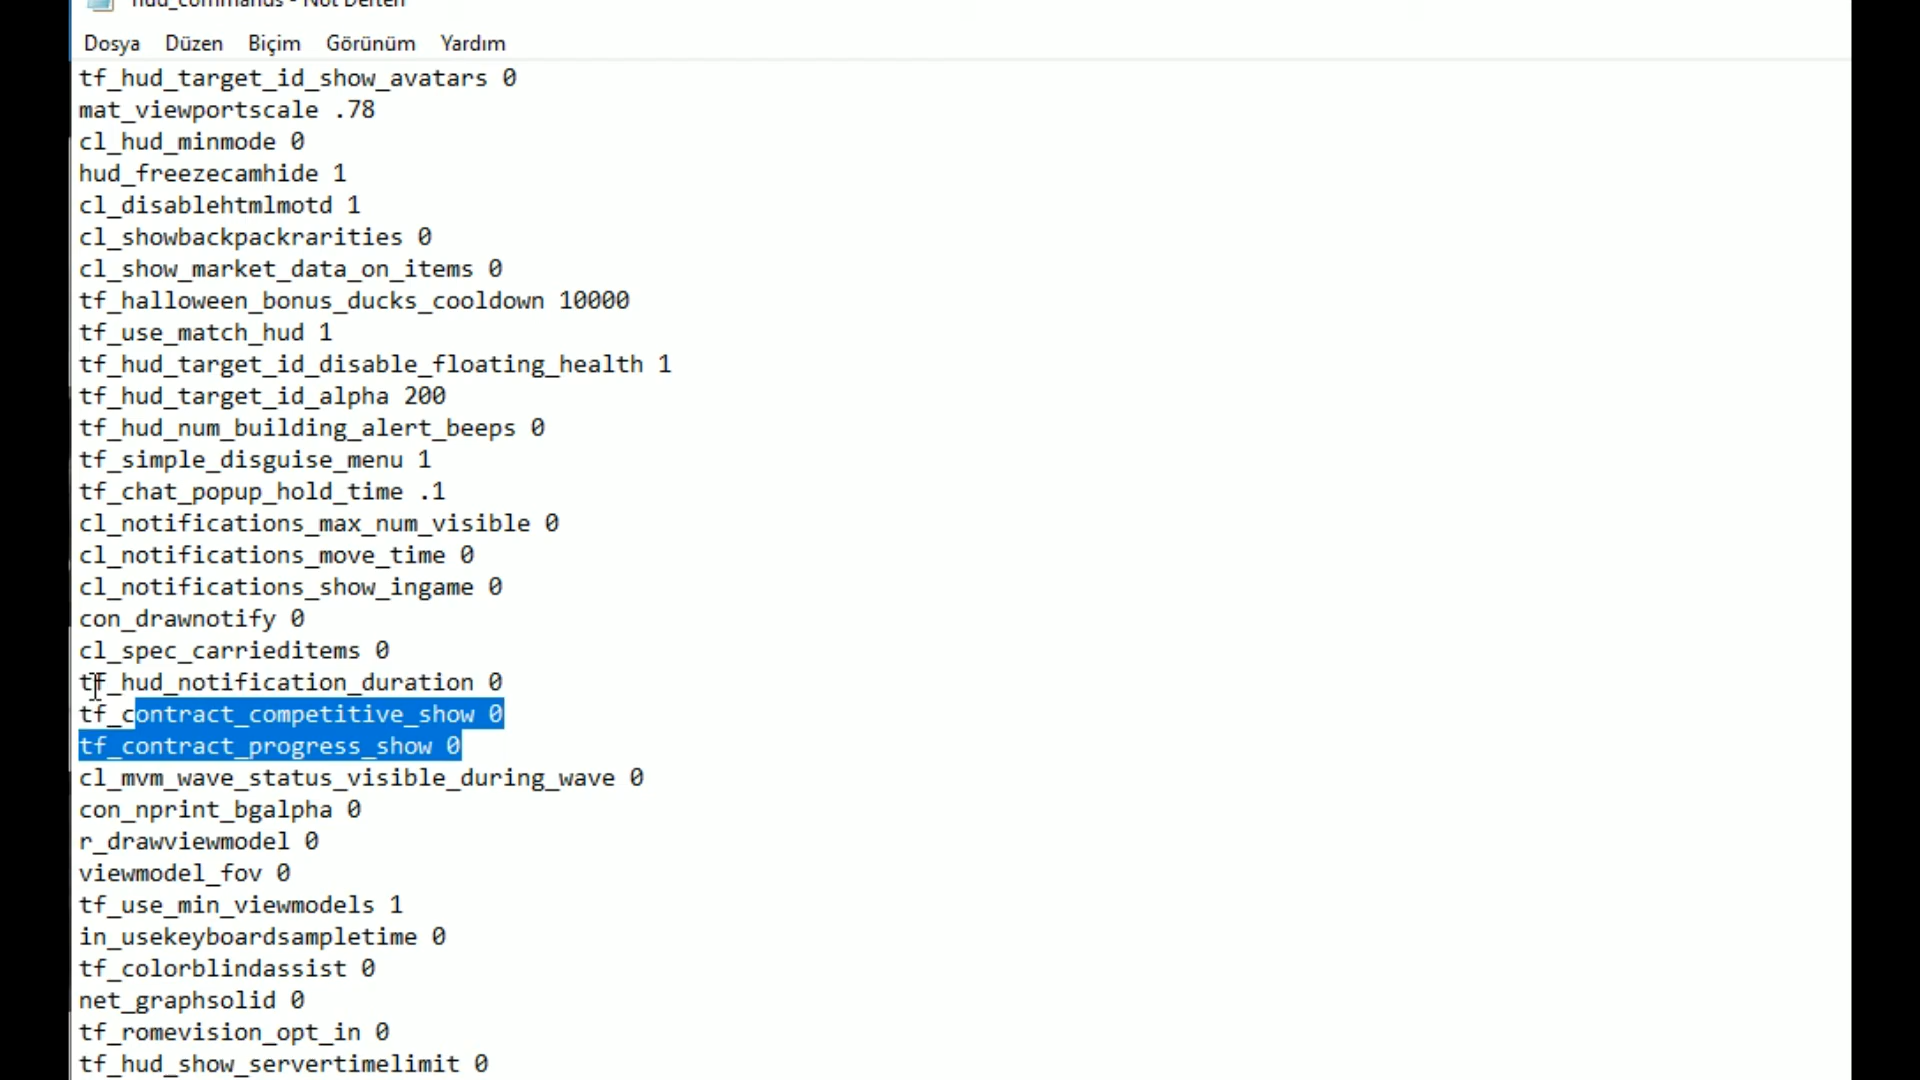 hud_commands - Not Defteri
Dosya Düzen Biçim Görünüm Yardım
tf_hud_target_id_show_avatars 0
mat_viewportscale .78
cl_hud_minmode 0
hud_freezecamhide 1
cl_disablehtmlmotd 1
cl_showbackpackrarities 0
cl_show_market_data_on_items 0
tf_halloween_bonus_ducks_cooldown 10000
tf_use_match_hud 1
tf_hud_target_id_disable_floating_health 1
tf_hud_target_id_alpha 200
tf_hud_num_building_alert_beeps 0
tf_simple_disguise_menu 1
tf_chat_popup_hold_time .1
cl_notifications_max_num_visible 0
cl_notifications_move_time 0
cl_notifications_show_ingame 0
con_drawnotify 0
cl_spec_carrieditems 0
tf_hud_notification_duration 0
tf_contract_competitive_show 0
tf_contract_progress_show 0
cl_mvm_wave_status_visible_during_wave 0
con_nprint_bgalpha 0
r_drawviewmodel 0
viewmodel_fov 0
tf_use_min_viewmodels 1
in_usekeyboardsampletime 0
tf_colorblindassist 0
net_graphsolid 0
tf_romevision_opt_in 0
tf_hud_show_servertimelimit 0